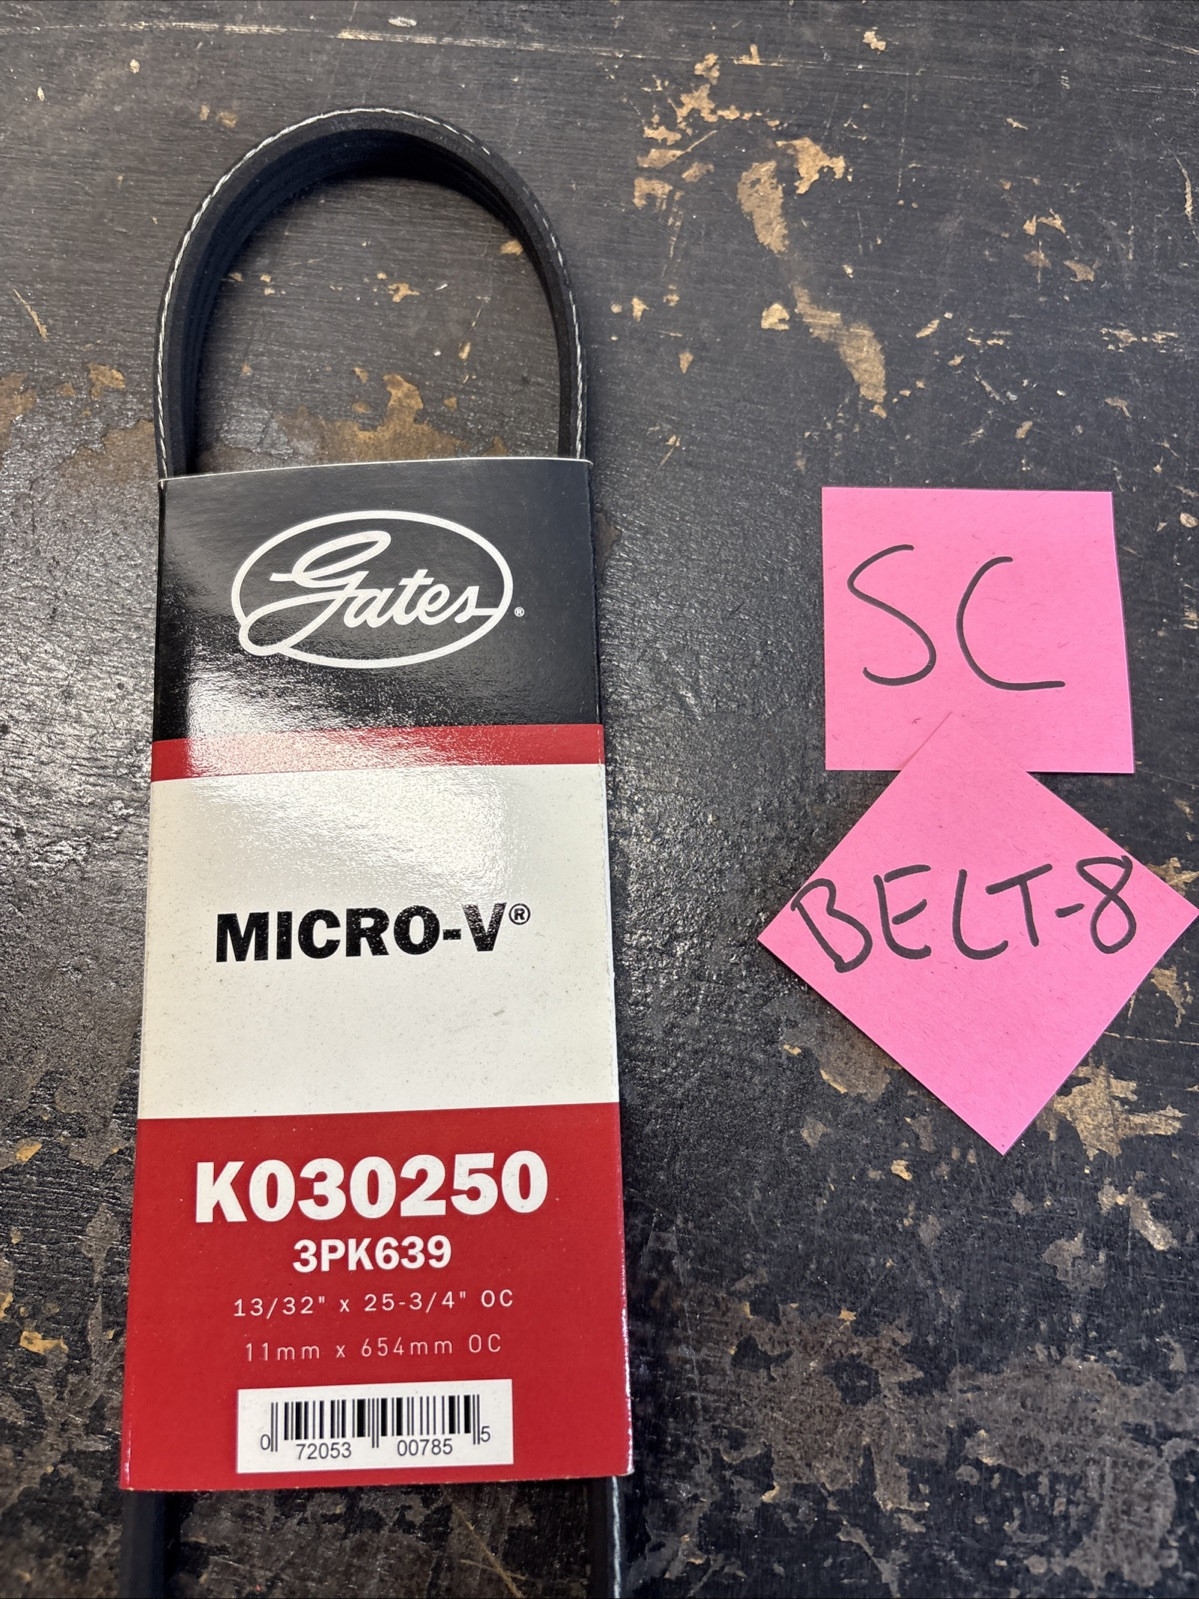 Gates®
MICRO-V®
K030250
3PK639
13/32" x 25-3/4" OC
11mm x 654mm OC
0 72053 00785 5
SC
BELT-8